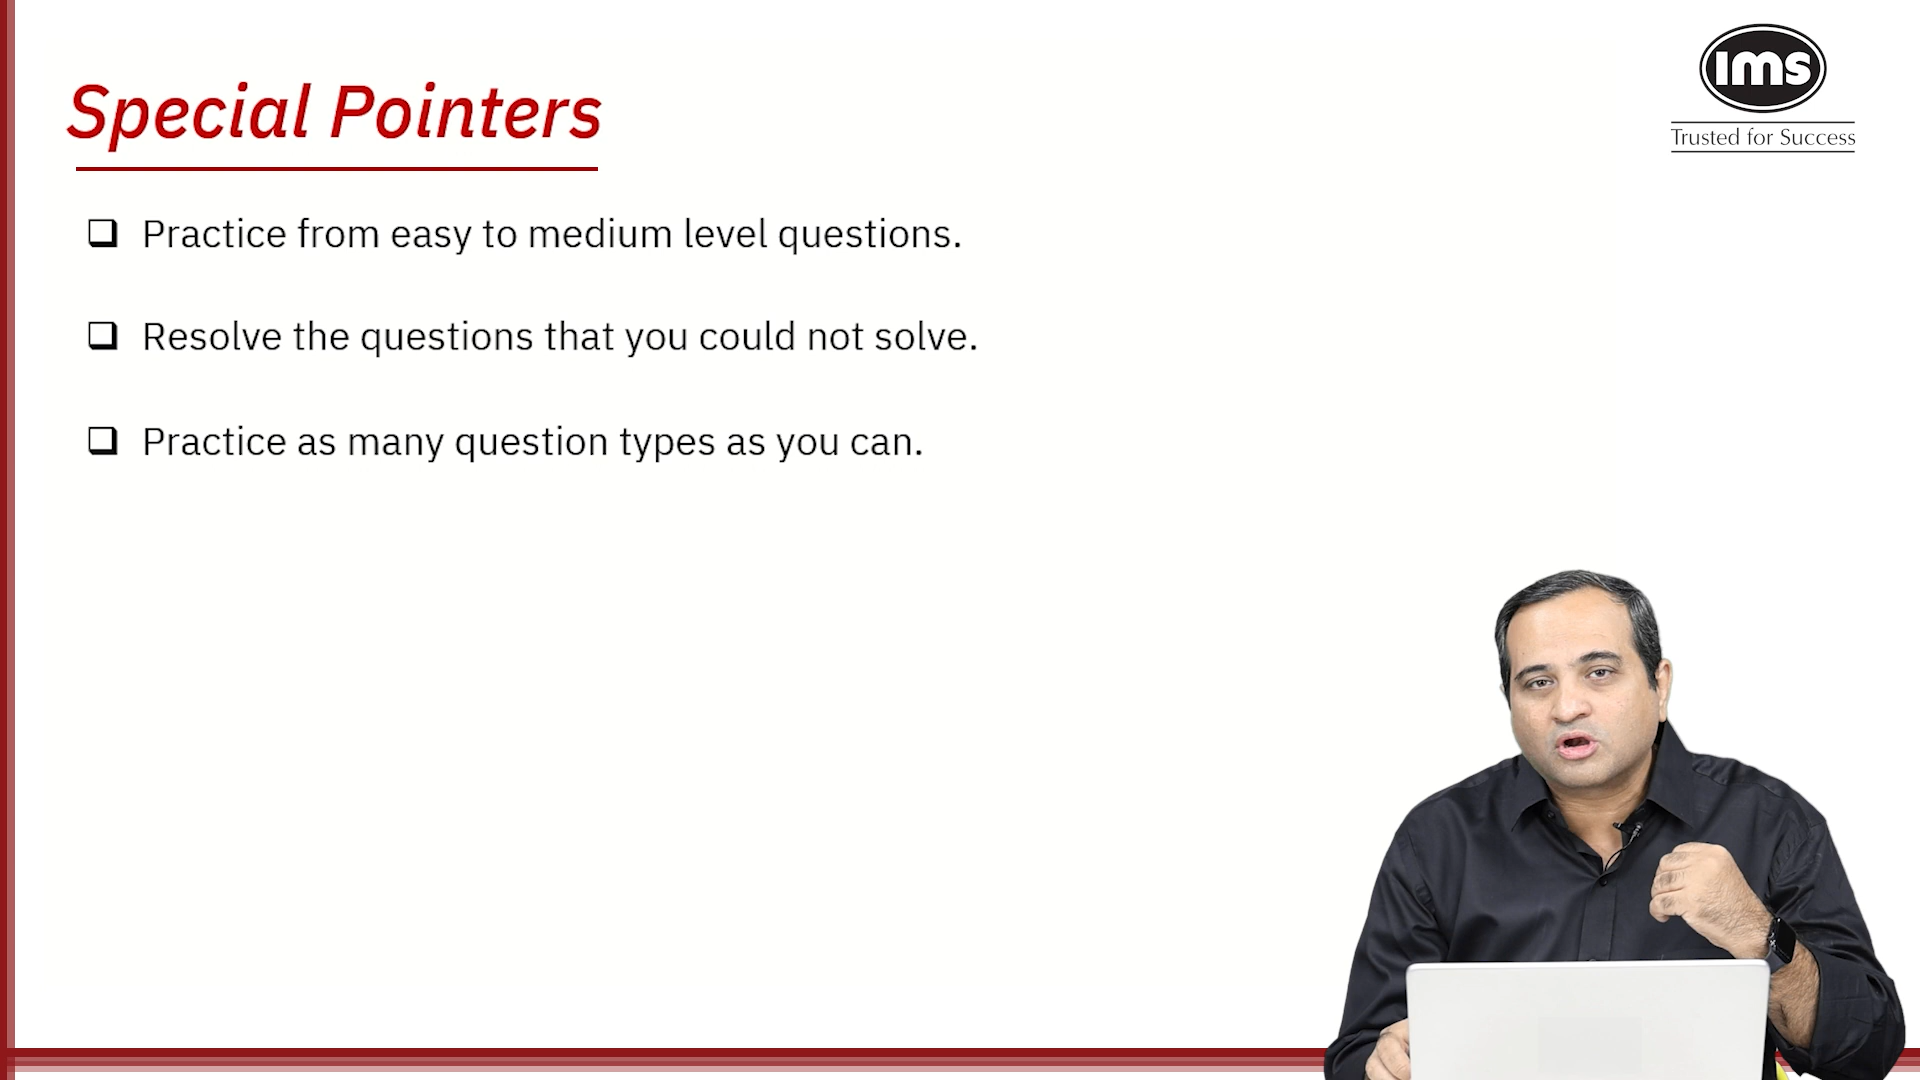 ims
Trusted for Success
Special Pointers
Practice from easy to medium level questions.
Resolve the questions that you could not solve.
Practice as many question types as you can.